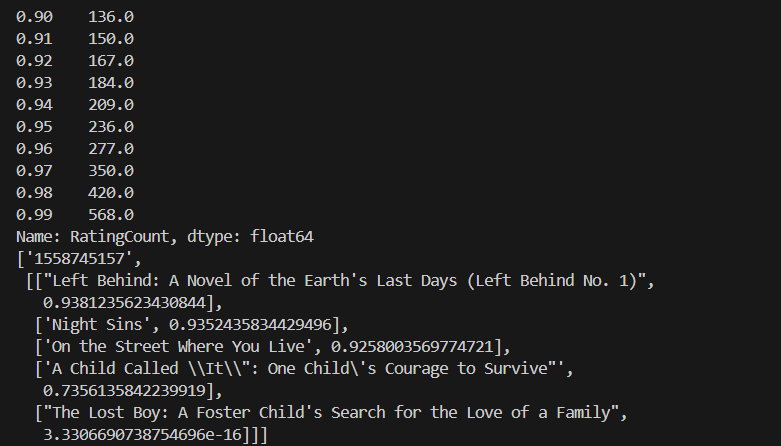 0.90    136.0
0.91    150.0
0.92    167.0
0.93    184.0
0.94    209.0
0.95    236.0
0.96    277.0
0.97    350.0
0.98    420.0
0.99    568.0
Name: RatingCount, dtype: float64
['1558745157',
 [["Left Behind: A Novel of the Earth's Last Days (Left Behind No. 1)",
   0.9381235623430844],
  ['Night Sins', 0.9352435834429496],
  ['On the Street Where You Live', 0.9258003569774721],
  ['A Child Called \\It\\": One Child\'s Courage to Survive"',
   0.7356135842239919],
  ["The Lost Boy: A Foster Child's Search for the Love of a Family",
   3.3306690738754696e-16]]]